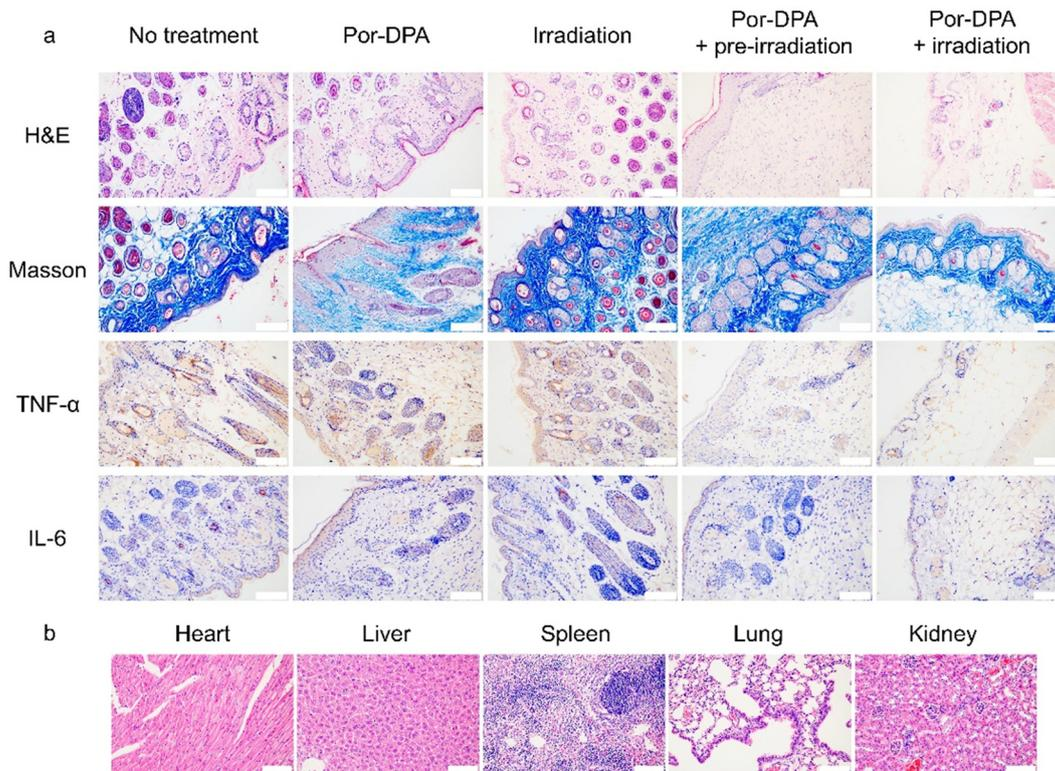 a
No treatment
Por-DPA
Irradiation
Por-DPA
+ pre-irradiation
Por-DPA
+ irradiation
H&E
Masson
TNF-α
IL-6
b
Heart
Liver
Spleen
Lung
Kidney